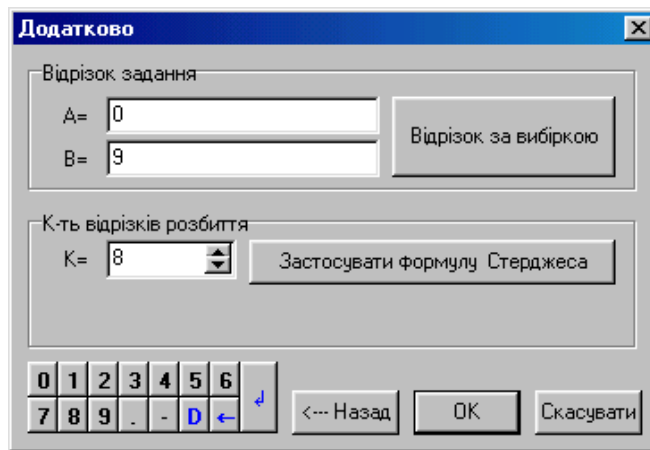 Додатково
Відрізок задання
A= 0
B= 9
Відрізок за вибіркою
К-ть відрізків розбиття
K= 8
Застосувати формулу Стерджеса
0 1 2 3 4 5 6
7 8 9 . - D ←
↲
<--- Назад
OK
Скасувати